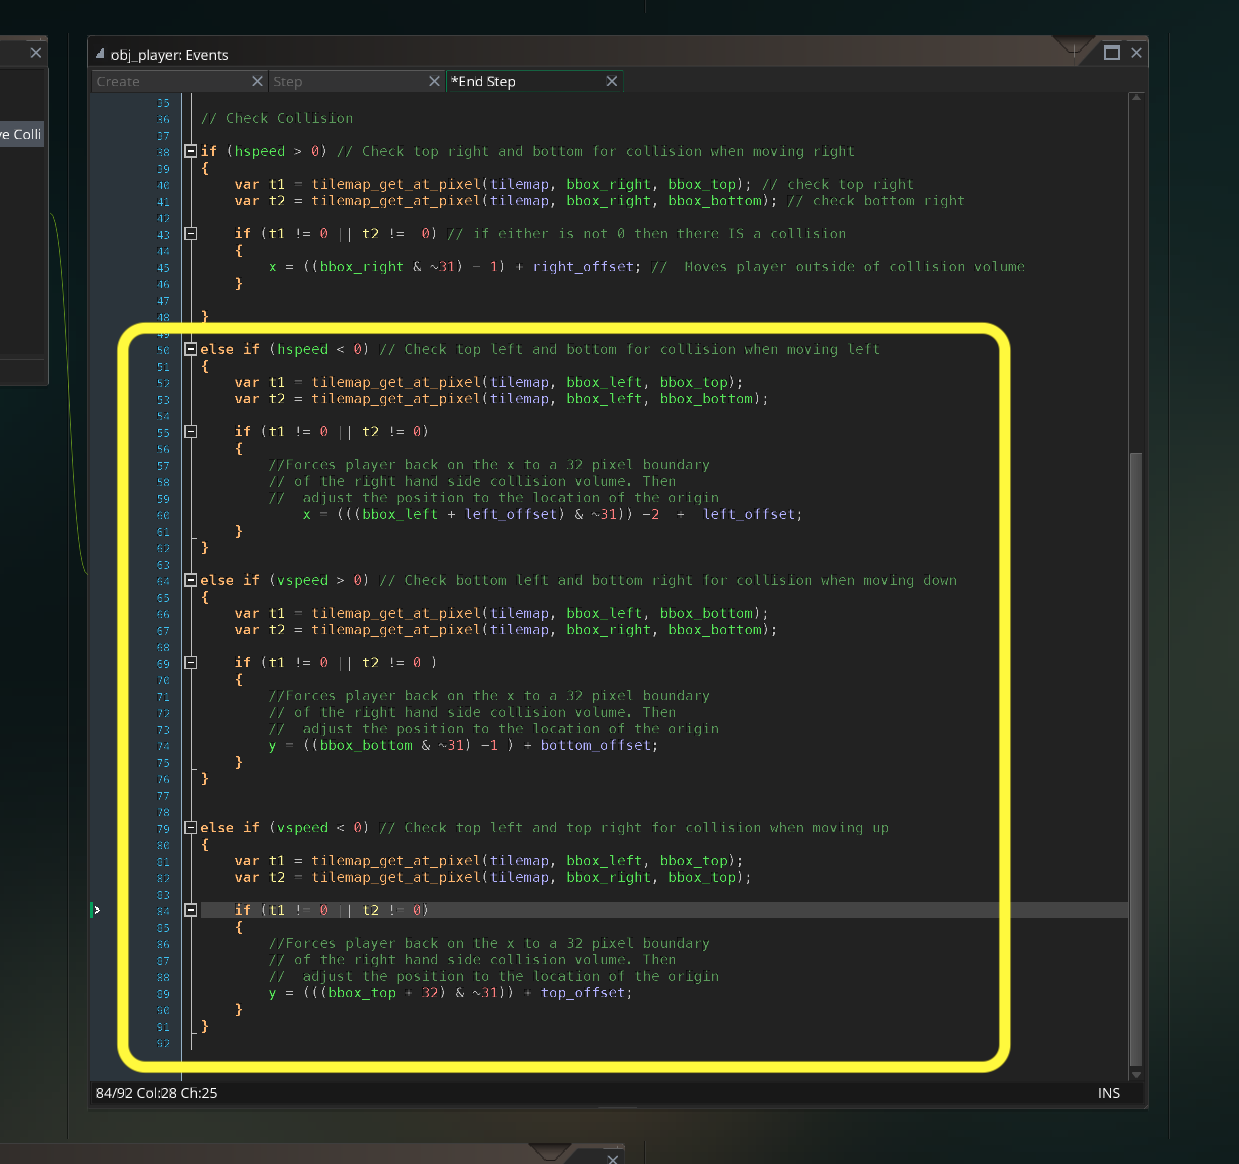 obj_player: Events
Create
Step
*End Step
ve Colli
35
36 // Check Collision
37
38 if (hspeed > 0) // Check top right and bottom for collision when moving right
39 {
40 var t1 = tilemap_get_at_pixel(tilemap, bbox_right, bbox_top); // check top right
41 var t2 = tilemap_get_at_pixel(tilemap, bbox_right, bbox_bottom); // check bottom right
42
43 if (t1 != 0 || t2 !=  0) // if either is not 0 then there IS a collision
44 {
45 x = ((bbox_right & ~31) - 1) + right_offset; //  Moves player outside of collision volume
46 }
47
48 }
49
50 else if (hspeed < 0) // Check top left and bottom for collision when moving left
51 {
52 var t1 = tilemap_get_at_pixel(tilemap, bbox_left, bbox_top);
53 var t2 = tilemap_get_at_pixel(tilemap, bbox_left, bbox_bottom);
54
55 if (t1 != 0 || t2 != 0)
56 {
57 //Forces player back on the x to a 32 pixel boundary
58 // of the right hand side collision volume. Then
59 //  adjust the position to the location of the origin
60 x = (((bbox_left + left_offset) & ~31)) -2  +  left_offset;
61 }
62 }
63
64 else if (vspeed > 0) // Check bottom left and bottom right for collision when moving down
65 {
66 var t1 = tilemap_get_at_pixel(tilemap, bbox_left, bbox_bottom);
67 var t2 = tilemap_get_at_pixel(tilemap, bbox_right, bbox_bottom);
68
69 if (t1 != 0 || t2 != 0 )
70 {
71 //Forces player back on the x to a 32 pixel boundary
72 // of the right hand side collision volume. Then
73 //  adjust the position to the location of the origin
74 y = ((bbox_bottom & ~31) -1 ) + bottom_offset;
75 }
76 }
77
78
79 else if (vspeed < 0) // Check top left and top right for collision when moving up
80 {
81 var t1 = tilemap_get_at_pixel(tilemap, bbox_left, bbox_top);
82 var t2 = tilemap_get_at_pixel(tilemap, bbox_right, bbox_top);
83
84 if (t1 != 0 || t2 != 0)
85 {
86 //Forces player back on the x to a 32 pixel boundary
87 // of the right hand side collision volume. Then
88 //  adjust the position to the location of the origin
89 y = (((bbox_top + 32) & ~31)) + top_offset;
90 }
91 }
92
84/92 Col:28 Ch:25
INS